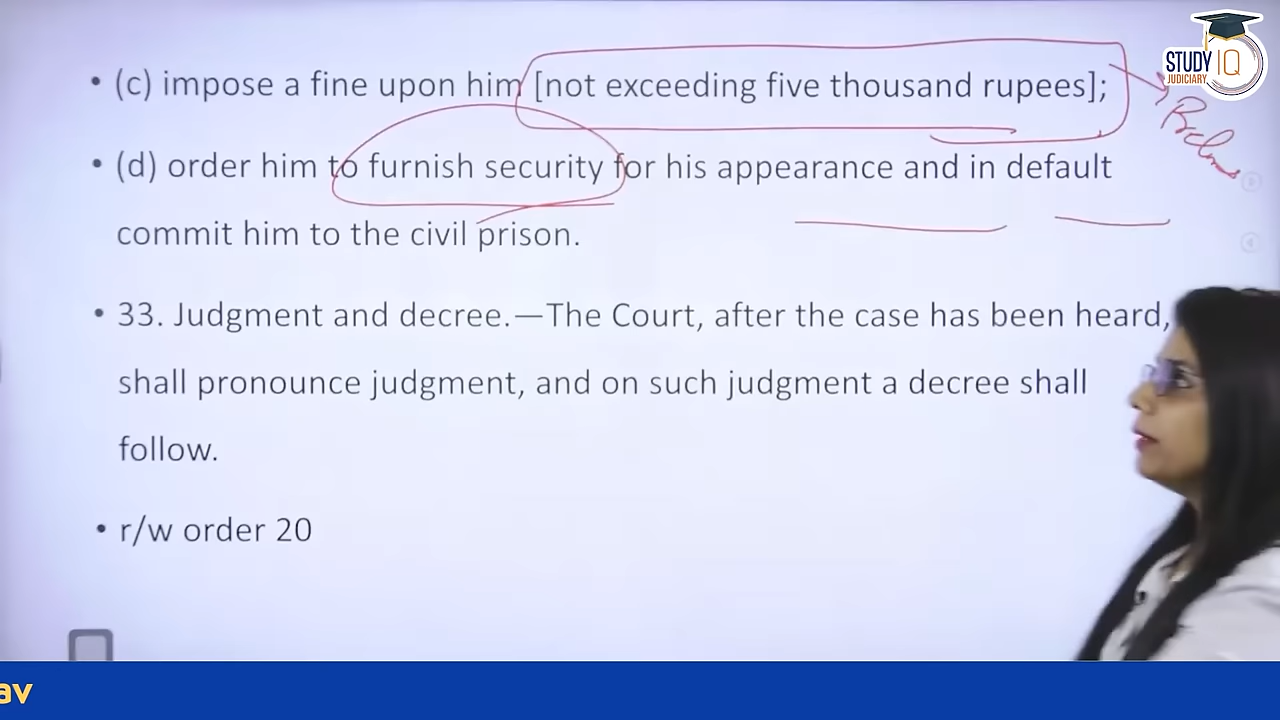 STUDY IQ
JUDICIARY
• (c) impose a fine upon him [not exceeding five thousand rupees];
Prelims
• (d) order him to furnish security for his appearance and in default
commit him to the civil prison.
• 33. Judgment and decree.—The Court, after the case has been heard,
shall pronounce judgment, and on such judgment a decree shall
follow.
• r/w order 20
av